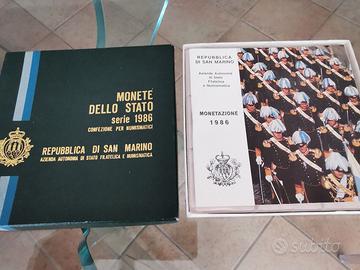 MONETE
DELLO STATO
serie 1986
CONFEZIONE PER NUMISMATICI
REPUBBLICA DI SAN MARINO
AZIENDA AUTONOMA DI STATO FILATELICA E NUMISMATICA
REPUBBLICA
DI SAN MARINO
Azienda Autonoma
di Stato
Filatelica
e Numismatica
MONETAZIONE
1986
subito